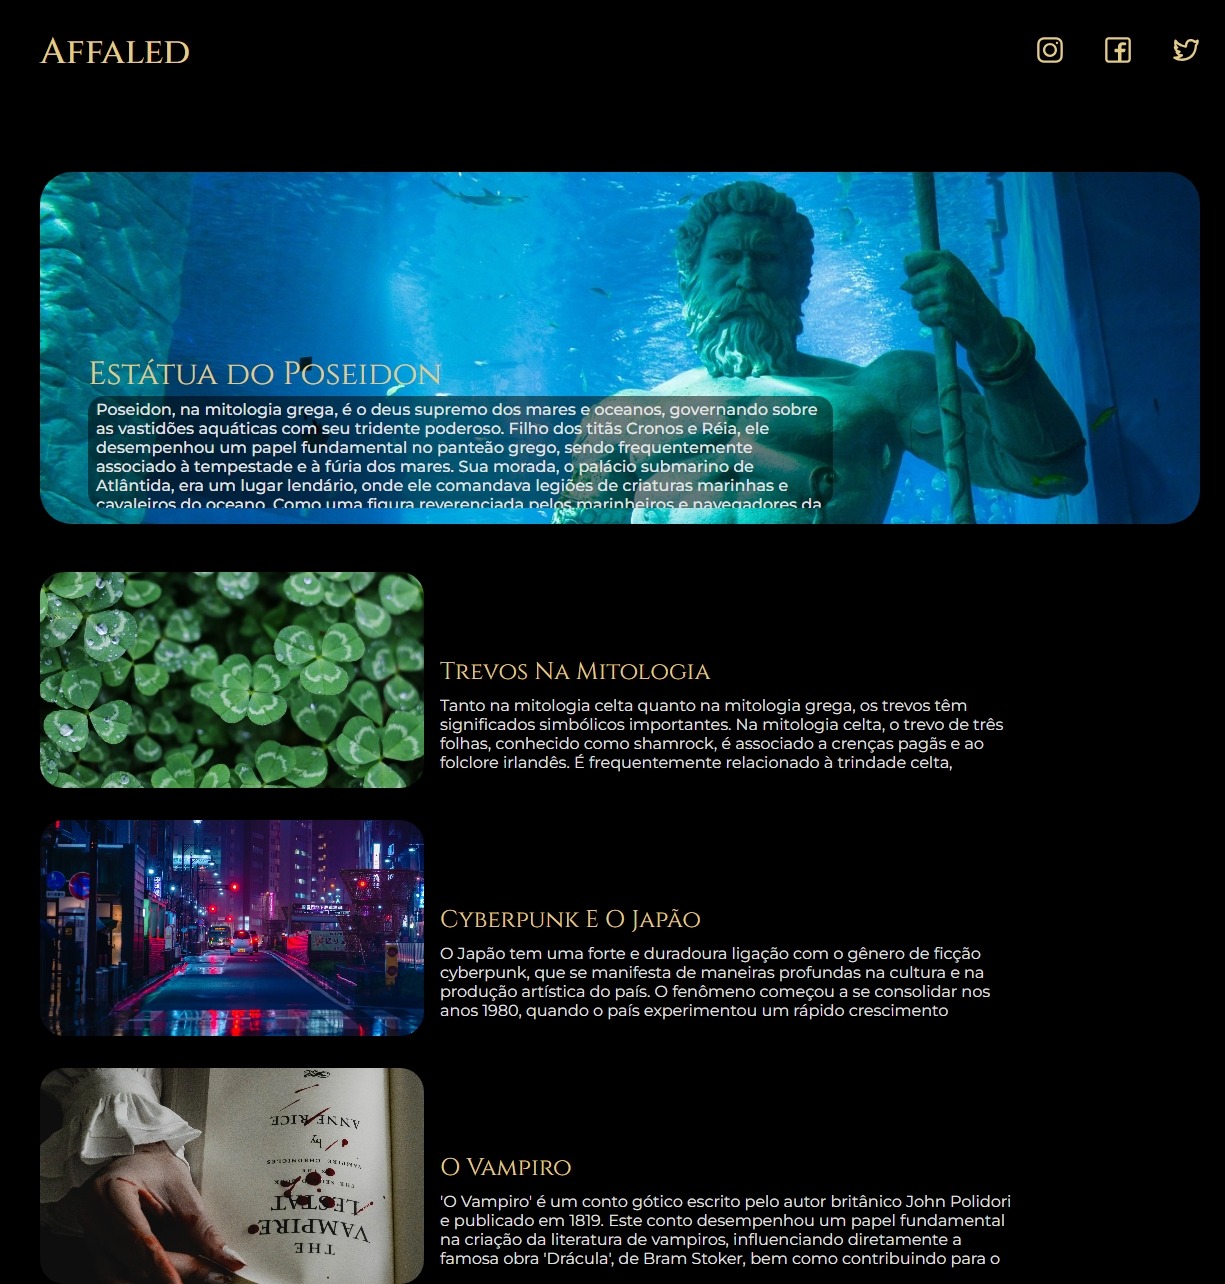 Affaled
Estátua do Poseidon
Poseidon, na mitologia grega, é o deus supremo dos mares e oceanos, governando sobre
as vastidões aquáticas com seu tridente poderoso. Filho dos titãs Cronos e Réia, ele
desempenhou um papel fundamental no panteão grego, sendo frequentemente
associado à tempestade e à fúria dos mares. Sua morada, o palácio submarino de
Atlântida, era um lugar lendário, onde ele comandava legiões de criaturas marinhas e
cavaleiros do oceano. Como uma figura reverenciada pelos marinheiros e navegadores da
Trevos Na Mitologia
Tanto na mitologia celta quanto na mitologia grega, os trevos têm
significados simbólicos importantes. Na mitologia celta, o trevo de três
folhas, conhecido como shamrock, é associado a crenças pagãs e ao
folclore irlandês. É frequentemente relacionado à trindade celta,
Cyberpunk E O Japão
O Japão tem uma forte e duradoura ligação com o gênero de ficção
cyberpunk, que se manifesta de maneiras profundas na cultura e na
produção artística do país. O fenômeno começou a se consolidar nos
anos 1980, quando o país experimentou um rápido crescimento
THE
VAMPIRE
LESTAT
VAMPIRE CHRONICLES
by
ANNE RICE
O Vampiro
'O Vampiro' é um conto gótico escrito pelo autor britânico John Polidori
e publicado em 1819. Este conto desempenhou um papel fundamental
na criação da literatura de vampiros, influenciando diretamente a
famosa obra 'Drácula', de Bram Stoker, bem como contribuindo para o